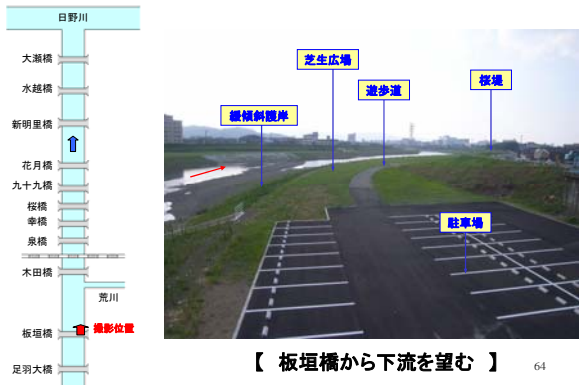 日野川
大瀬橋
水越橋
新明里橋
花月橋
九十九橋
桜橋
幸橋
泉橋
木田橋
荒川
撮影位置
板垣橋
足羽大橋
芝生広場
桜堤
遊歩道
緩傾斜護岸
駐車場
【 板垣橋から下流を望む 】
64